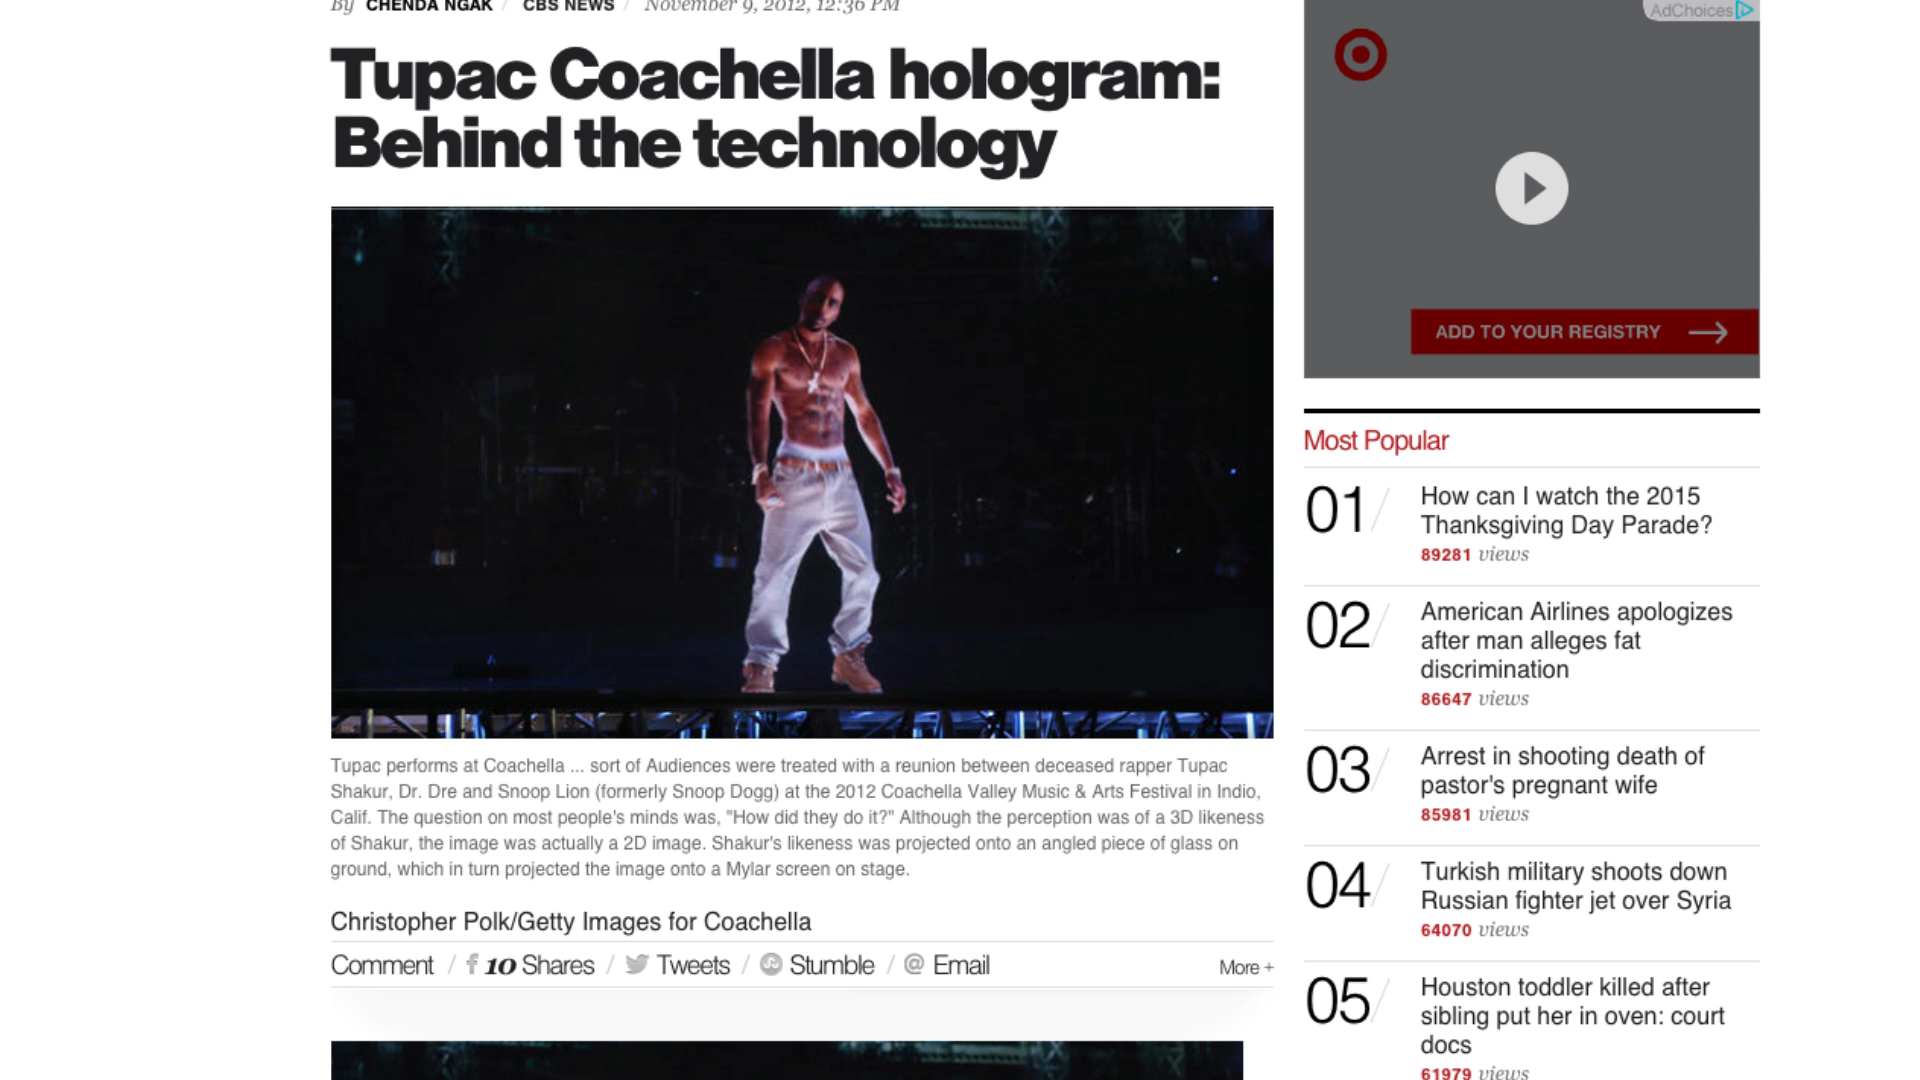 By CHENDA NGAK / CBS NEWS / November 9, 2012, 12:36 PM
Tupac Coachella hologram:
Behind the technology
Tupac performs at Coachella ... sort of Audiences were treated with a reunion between deceased rapper Tupac
Shakur, Dr. Dre and Snoop Lion (formerly Snoop Dogg) at the 2012 Coachella Valley Music & Arts Festival in Indio,
Calif. The question on most people's minds was, "How did they do it?" Although the perception was of a 3D likeness
of Shakur, the image was actually a 2D image. Shakur's likeness was projected onto an angled piece of glass on
ground, which in turn projected the image onto a Mylar screen on stage.
Christopher Polk/Getty Images for Coachella
Comment / f 10 Shares / Tweets / Stumble / @ Email More +
AdChoices
ADD TO YOUR REGISTRY
Most Popular
01/ How can I watch the 2015
Thanksgiving Day Parade?
89281 views
02/ American Airlines apologizes
after man alleges fat
discrimination
86647 views
03/ Arrest in shooting death of
pastor's pregnant wife
85981 views
04/ Turkish military shoots down
Russian fighter jet over Syria
64070 views
05/ Houston toddler killed after
sibling put her in oven: court
docs
61979 views